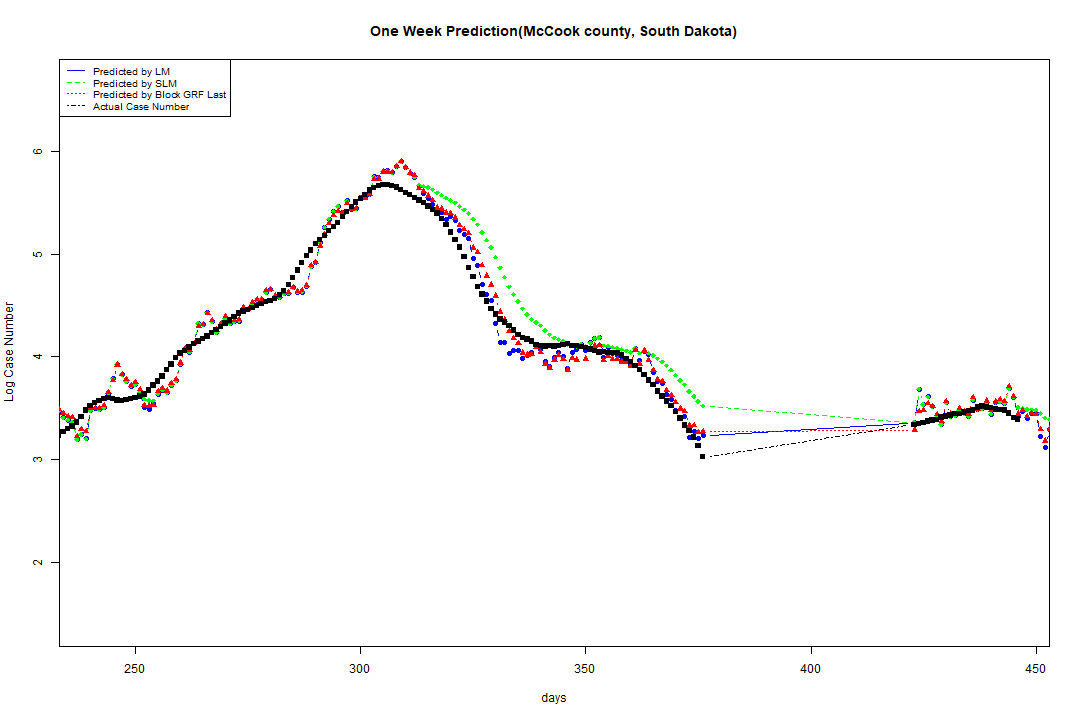 One Week Prediction(McCook county, South Dakota)
Predicted by LM
Predicted by SLM
Predicted by Block GRF Last
Actual Case Number
Log Case Number
6
5
4
3
2
250 300 350 400 450
days